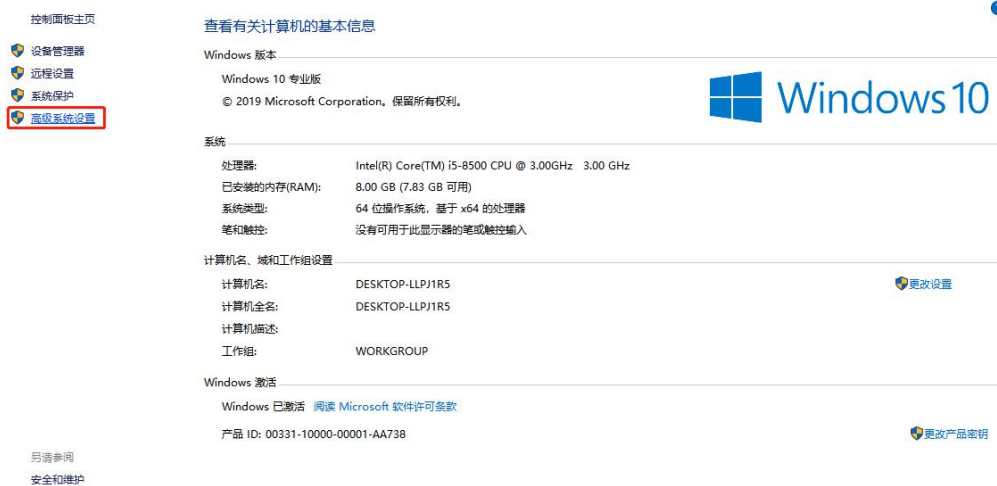 控制面板主页
设备管理器
远程设置
系统保护
高级系统设置
查看有关计算机的基本信息
Windows 版本
Windows 10 专业版
© 2019 Microsoft Corporation。保留所有权利。
Windows 10
系统
处理器: Intel(R) Core(TM) i5-8500 CPU @ 3.00GHz 3.00 GHz
已安装的内存(RAM): 8.00 GB (7.83 GB 可用)
系统类型: 64 位操作系统，基于 x64 的处理器
笔和触控: 没有可用于此显示器的笔或触控输入
计算机名、域和工作组设置
计算机名: DESKTOP-LLPJ1R5 更改设置
计算机全名: DESKTOP-LLPJ1R5
计算机描述:
工作组: WORKGROUP
Windows 激活
Windows 已激活 阅读 Microsoft 软件许可条款
产品 ID: 00331-10000-00001-AA738 更改产品密钥
另请参阅
安全和维护